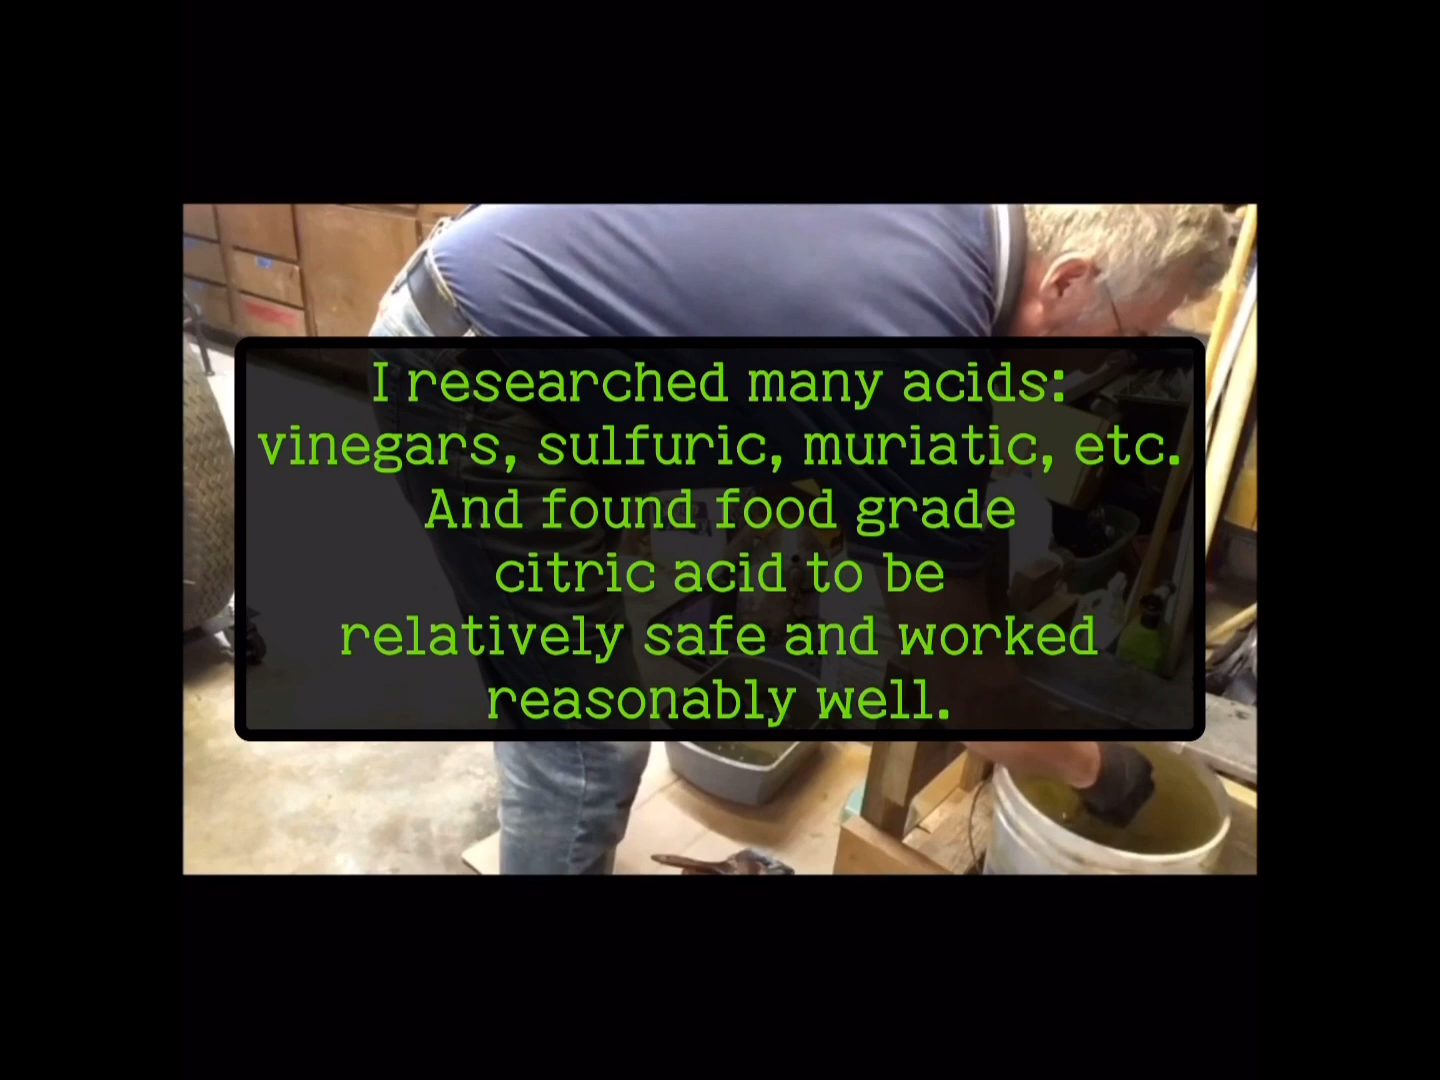 I researched many acids:
vinegars, sulfuric, muriatic, etc.
And found food grade
citric acid to be
relatively safe and worked
reasonably well.